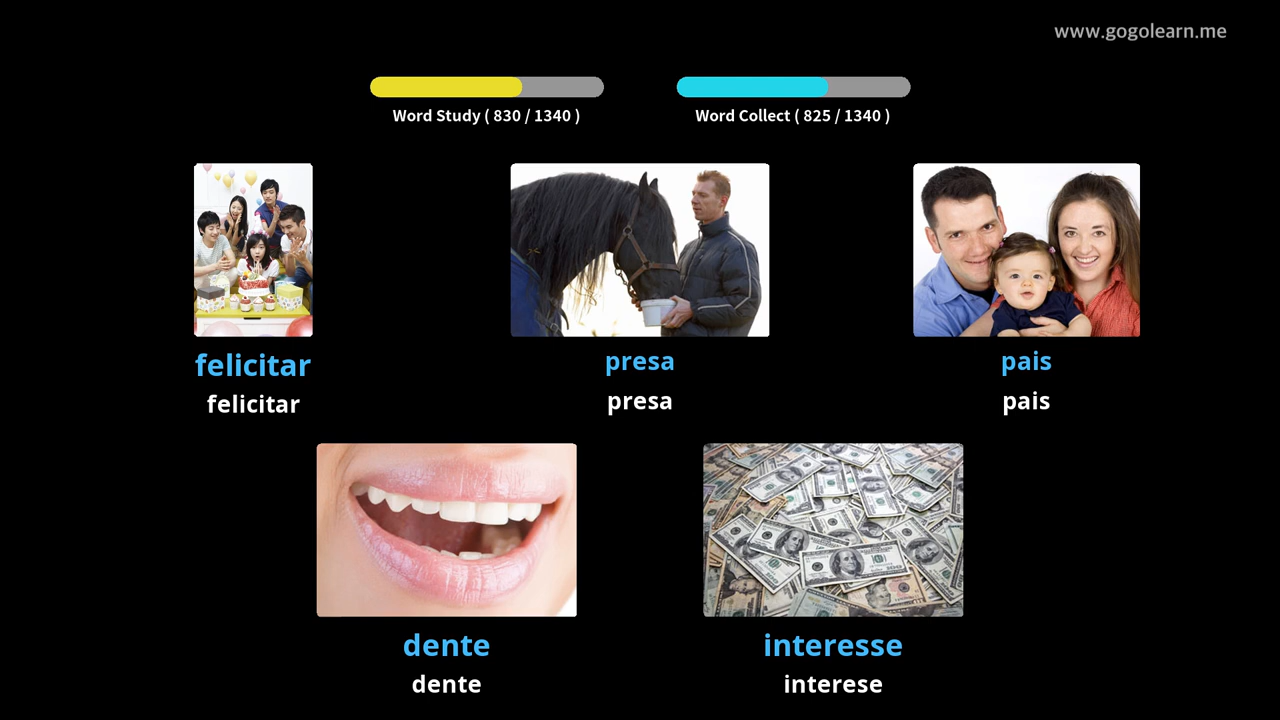 www.gogolearn.me
Word Study ( 830 / 1340 )
Word Collect ( 825 / 1340 )
felicitar
felicitar
presa
presa
pais
pais
dente
dente
interesse
interese